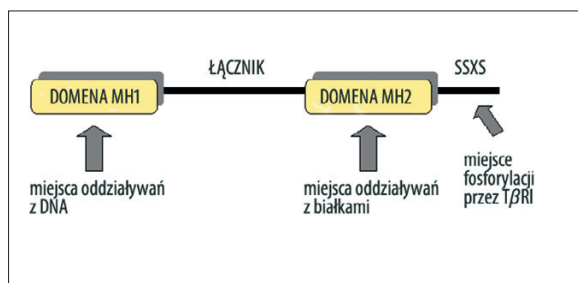 ŁĄCZNIK
SSXS
DOMENA MH1
DOMENA MH2
miejsca oddziaływań
z DNA
miejsca oddziaływań
z białkami
miejsce
fosforylacji
przez TβRI